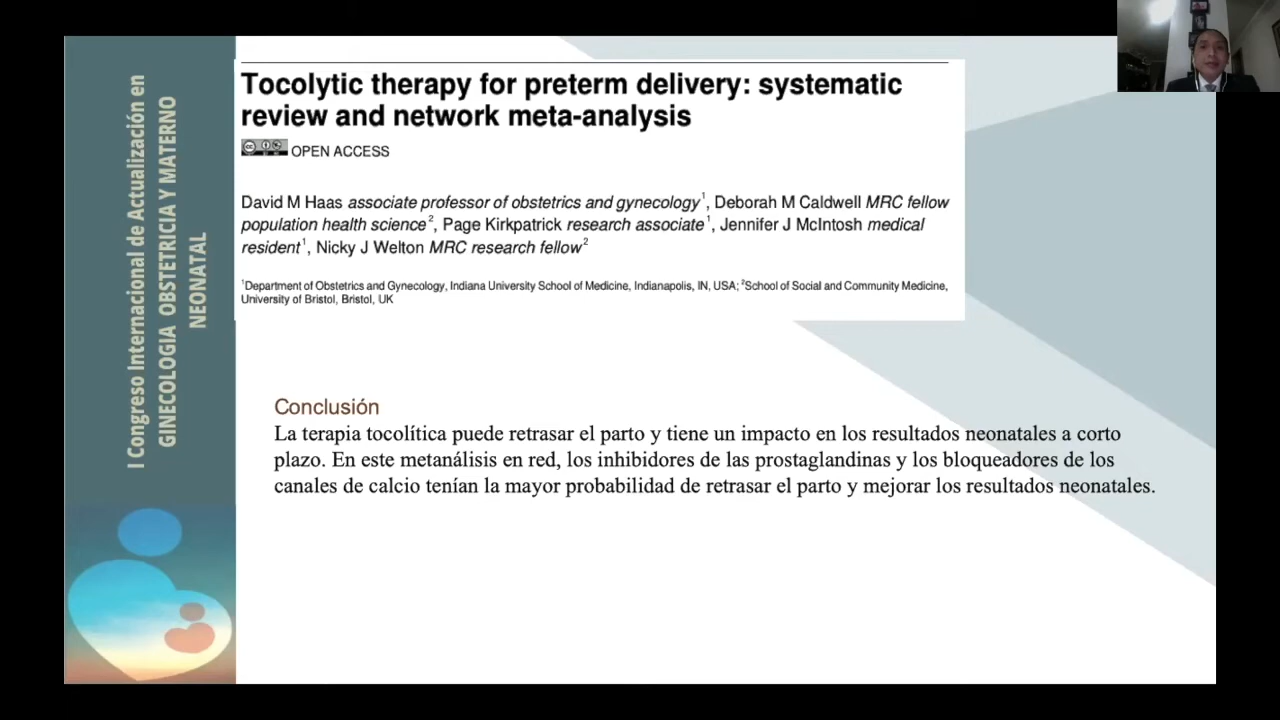 I Congreso Internacional de Actualización en
GINECOLOGIA OBSTETRICIA Y MATERNO
NEONATAL
Tocolytic therapy for preterm delivery: systematic
review and network meta-analysis
OPEN ACCESS
David M Haas associate professor of obstetrics and gynecology1, Deborah M Caldwell MRC fellow
population health science2, Page Kirkpatrick research associate1, Jennifer J McIntosh medical
resident1, Nicky J Welton MRC research fellow2
1Department of Obstetrics and Gynecology, Indiana University School of Medicine, Indianapolis, IN, USA; 2School of Social and Community Medicine,
University of Bristol, Bristol, UK
Conclusión
La terapia tocolítica puede retrasar el parto y tiene un impacto en los resultados neonatales a corto
plazo. En este metanálisis en red, los inhibidores de las prostaglandinas y los bloqueadores de los
canales de calcio tenían la mayor probabilidad de retrasar el parto y mejorar los resultados neonatales.